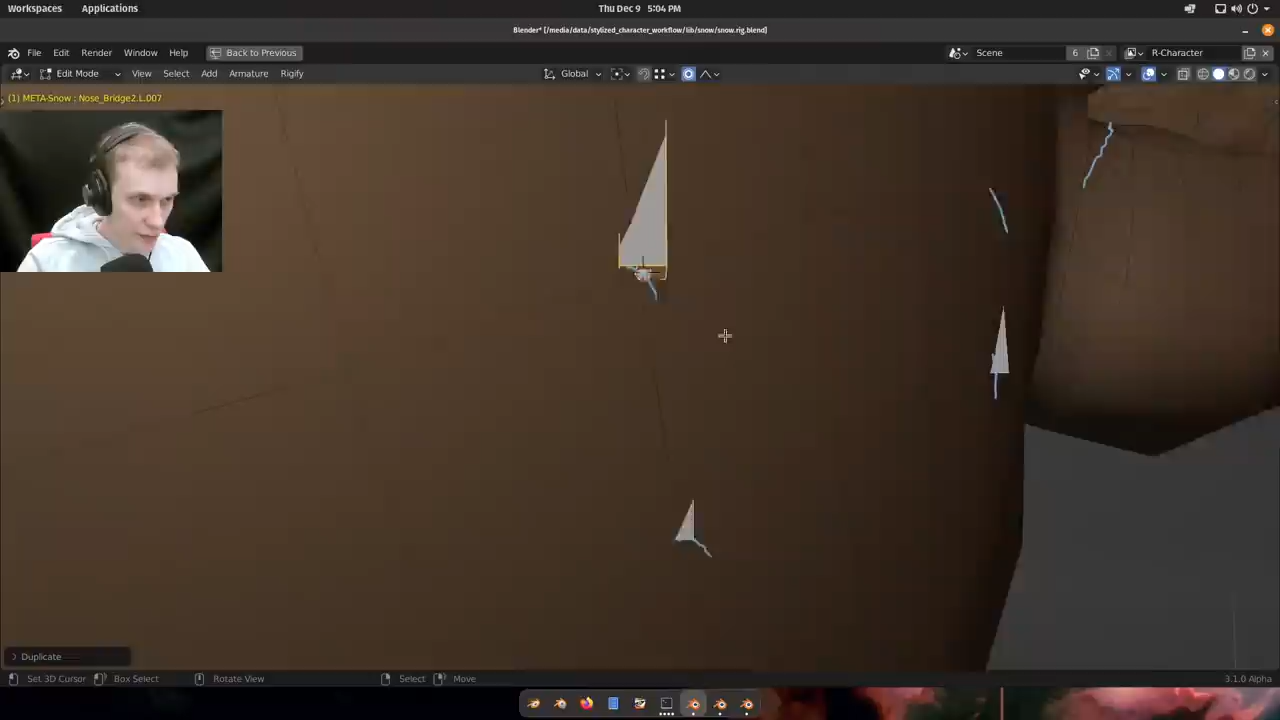 Workspaces Applications Thu Dec 9 5:04 PM
Blender* [/media/data/stylized_character_workflow/lib/snow/snow.rig.blend]
File Edit Render Window Help Back to Previous Scene 6 R-Character
Edit Mode View Select Add Armature Rigify Global
(1) META-Snow : Nose_Bridge2.L.007
Duplicate
Set 3D Cursor Box Select Rotate View Select Move 3.1.0 Alpha